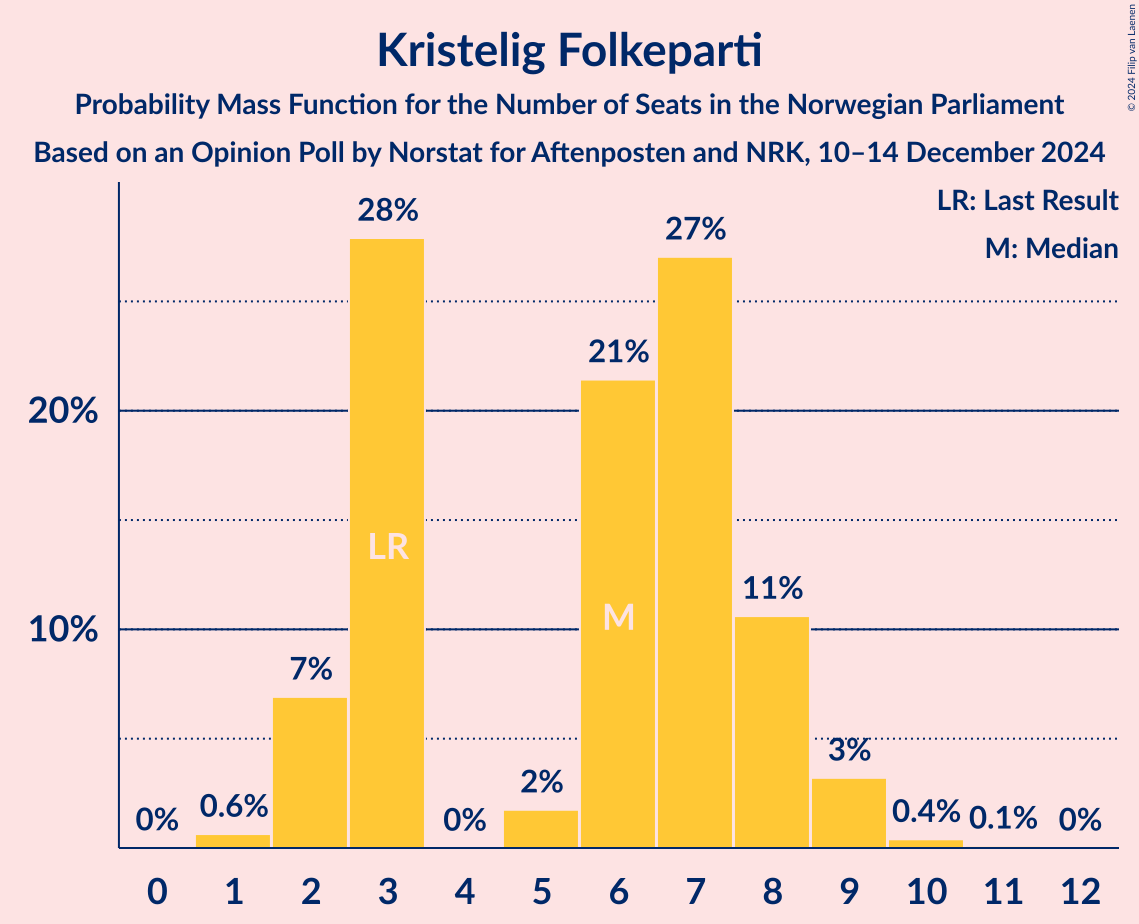 Kristelig Folkeparti
Probability Mass Function for the Number of Seats in the Norwegian Parliament
Based on an Opinion Poll by Norstat for Aftenposten and NRK, 10–14 December 2024
© 2024 Filip van Laenen
LR: Last Result
M: Median
28%
27%
21%
20%
LR
11%
M
10%
7%
3%
2%
0%
0.6%
0%
0.4%
0.1%
0%
0 1 2 3 4 5 6 7 8 9 10 11 12